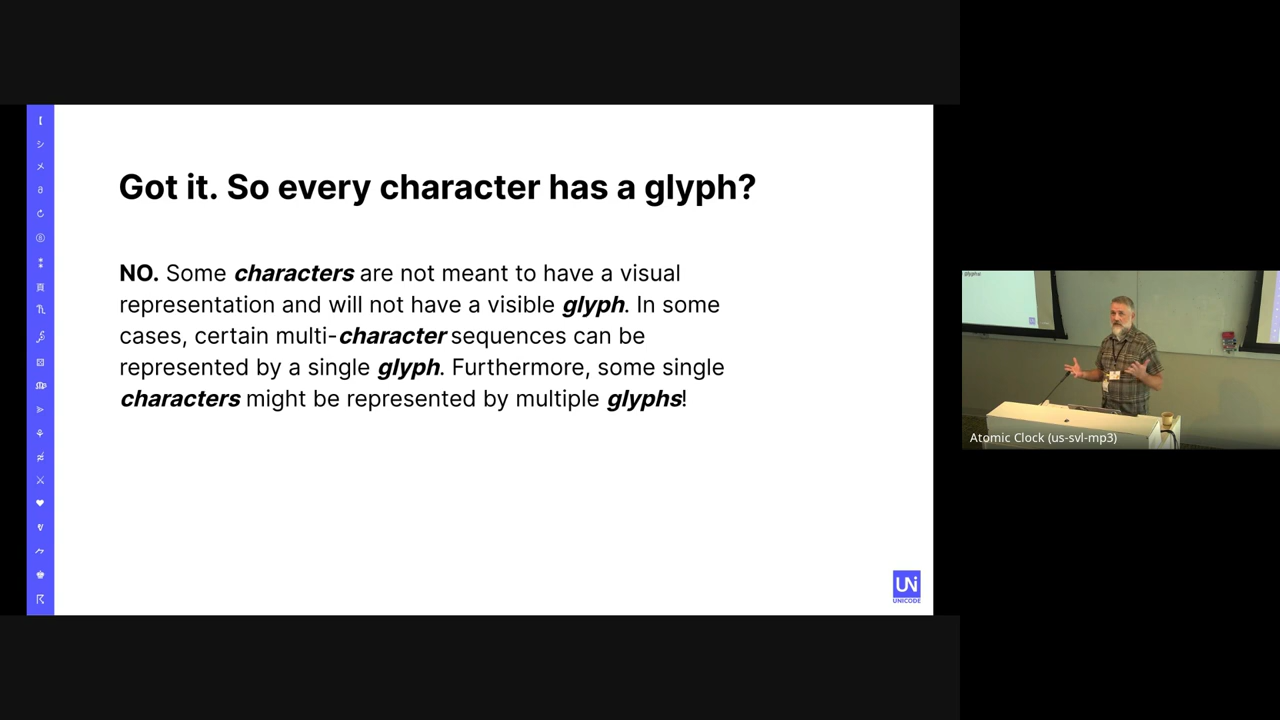 Got it. So every character has a glyph?
NO. Some characters are not meant to have a visual
representation and will not have a visible glyph. In some
cases, certain multi-character sequences can be
represented by a single glyph. Furthermore, some single
characters might be represented by multiple glyphs!
UNi
UNICODE
Atomic Clock (us-svl-mp3)